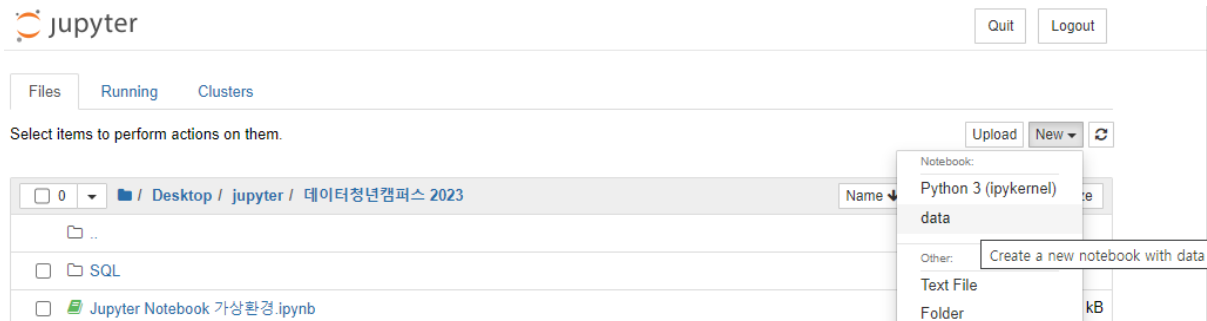 jupyter
Quit Logout
Files Running Clusters
Select items to perform actions on them.
Upload New
Notebook:
0 / Desktop / jupyter / 데이터청년캠퍼스 2023
Name
Python 3 (ipykernel)
..
data
Other:
Create a new notebook with data
SQL
Text File
Jupyter Notebook 가상환경.ipynb
kB
Folder